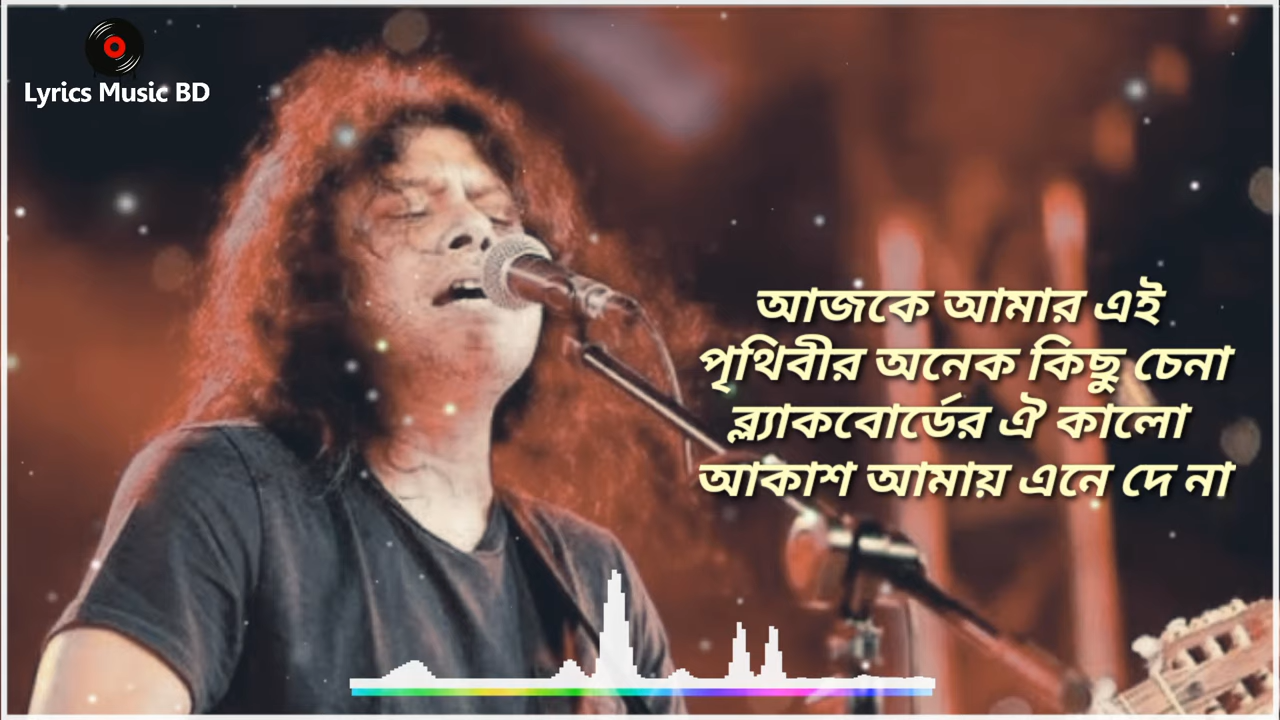 Lyrics Music BD
আজকে আমার এই
পৃথিবীর অনেক কিছু চেনা
ব্ল্যাকবোর্ডের ঐ কালো
আকাশ আমায় এনে দে না